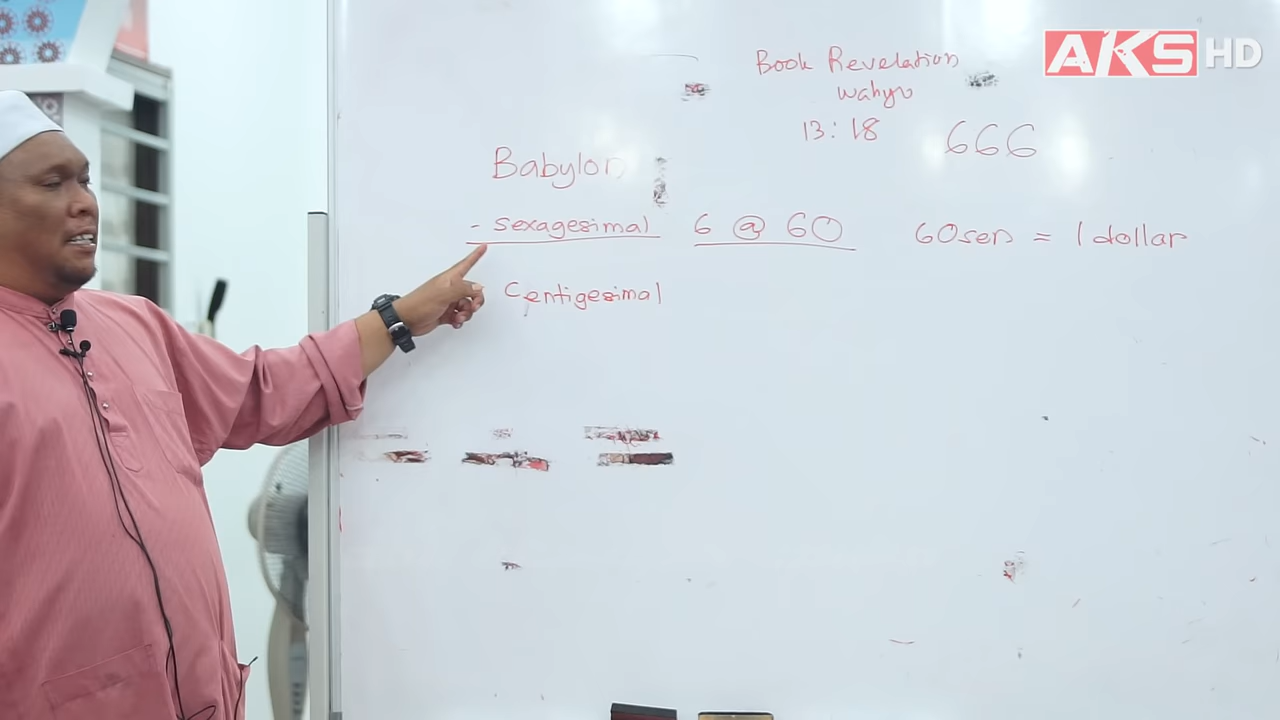 AKS HD
Book Revelation
wahyu
13:18 666
Babylon
- sexagesimal 6 @ 60 60sen = 1 dollar
Centigesimal